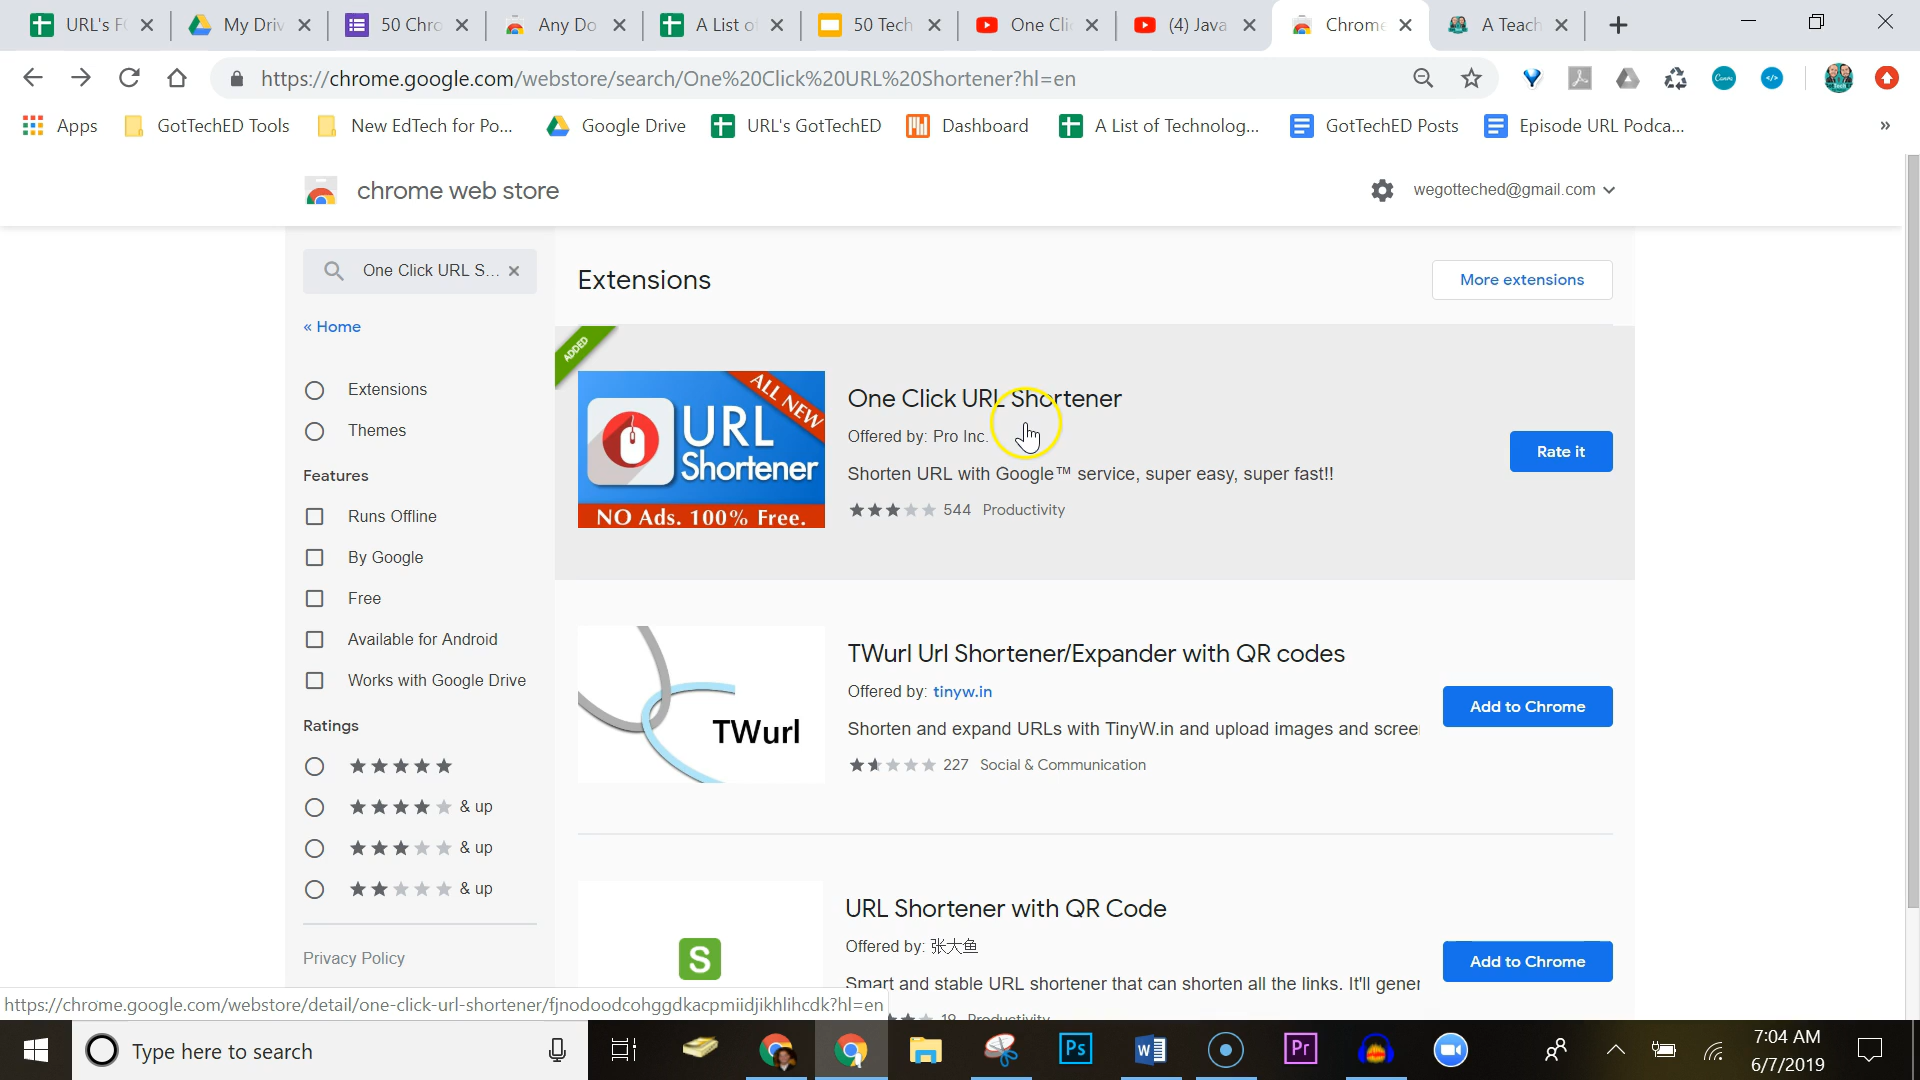 URL's F
My Driv
50 Chro
Any Do
A List o
50 Tech
One Cli
(4) Java
Chrome
A Teach
https://chrome.google.com/webstore/search/One%20Click%20URL%20Shortener?hl=en
Apps
GotTechED Tools
New EdTech for Po...
Google Drive
URL's GotTechED
Dashboard
A List of Technolog...
GotTechED Posts
Episode URL Podca...
»
chrome web store
wegotteched@gmail.com
One Click URL S...
« Home
Extensions
Themes
Features
Runs Offline
By Google
Free
Available for Android
Works with Google Drive
Ratings
& up
& up
& up
Privacy Policy
Extensions
More extensions
ADDED
ALL NEW
URL
Shortener
NO Ads. 100% Free.
One Click URL Shortener
Offered by: Pro Inc.
Shorten URL with Google™ service, super easy, super fast!!
544 Productivity
Rate it
TWurl
TWurl Url Shortener/Expander with QR codes
Offered by: tinyw.in
Shorten and expand URLs with TinyW.in and upload images and scree
227 Social & Communication
Add to Chrome
S
URL Shortener with QR Code
Offered by: 张大鱼
Smart and stable URL shortener that can shorten all the links. It'll gener
19 Productivity
Add to Chrome
https://chrome.google.com/webstore/detail/one-click-url-shortener/fjnodoodcohggdkacpmiidjikhlihcdk?hl=en
Type here to search
Ps
Pr
7:04 AM
6/7/2019